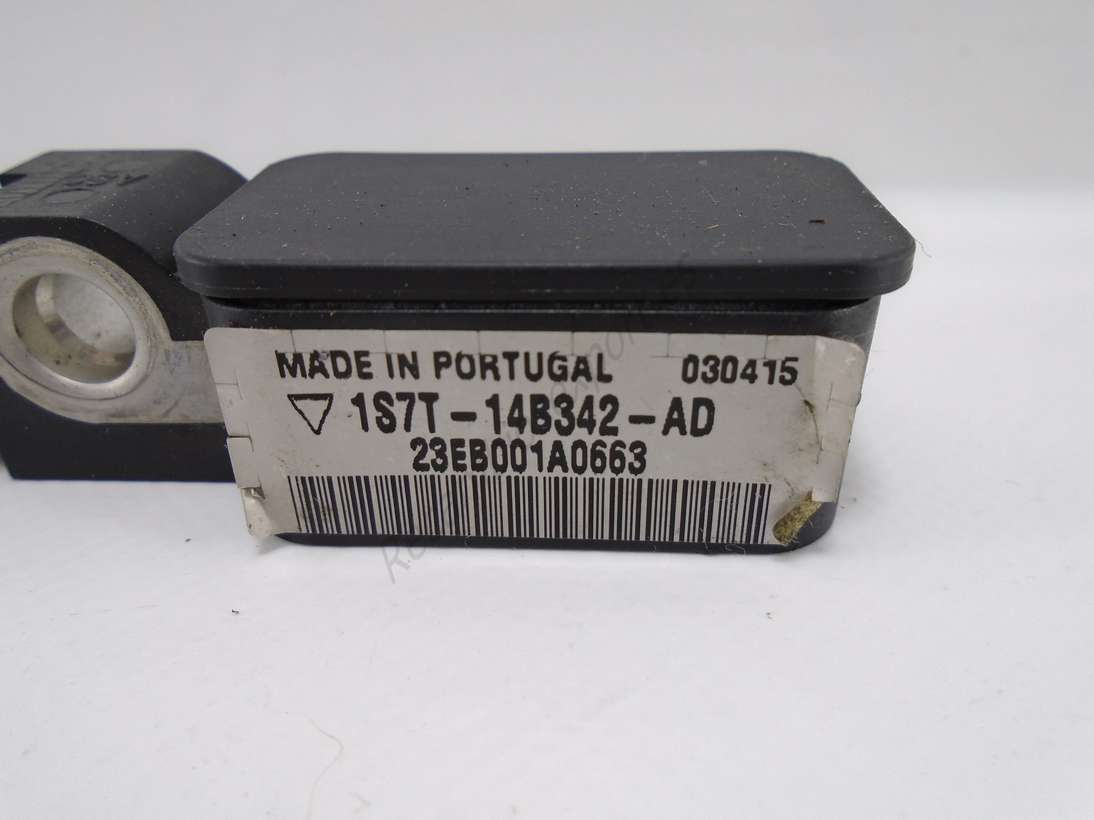 MADE IN PORTUGAL 030415
1S7T-14B342-AD
23EB001A0663